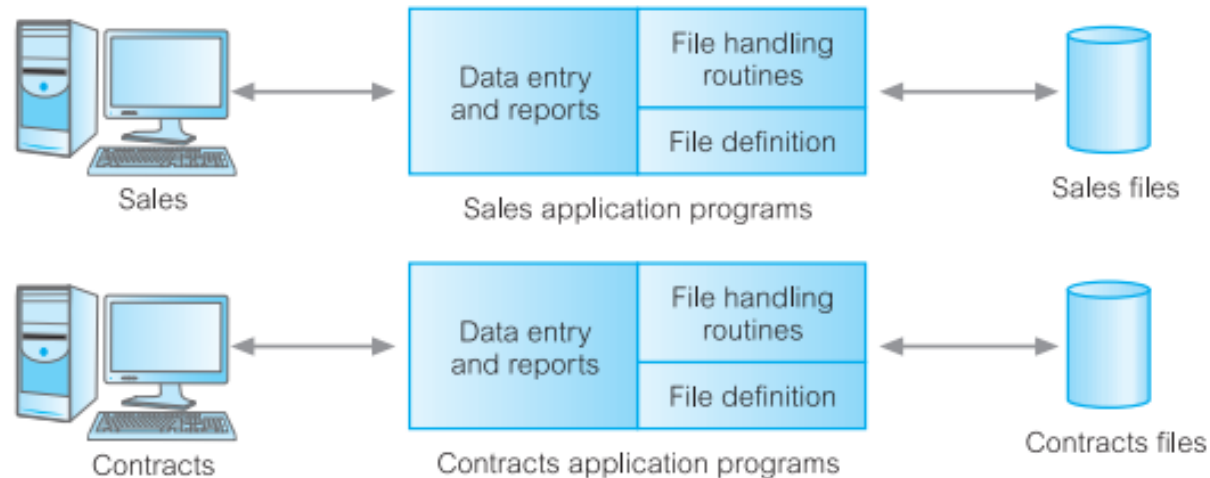 Data entry
and reports
File handling
routines
File definition
Sales
Sales application programs
Sales files
Data entry
and reports
File handling
routines
File definition
Contracts
Contracts application programs
Contracts files